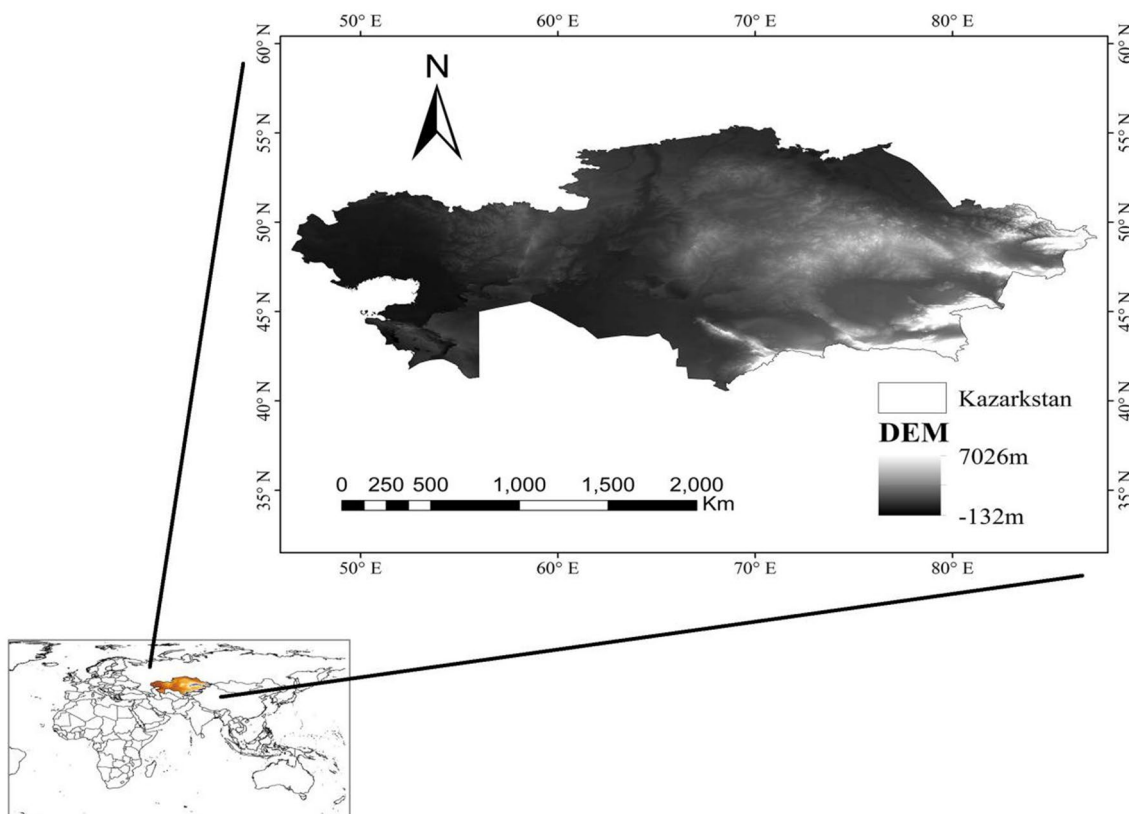 50° E 60° E 70° E 80° E
60° N 60° N
N
55° N 55° N
50° N 50° N
45° N 45° N
Kazarkstan
40° N 40° N
DEM
7026m
0 250 500 1,000 1,500 2,000
Km
35° N 35° N
-132m
50° E 60° E 70° E 80° E